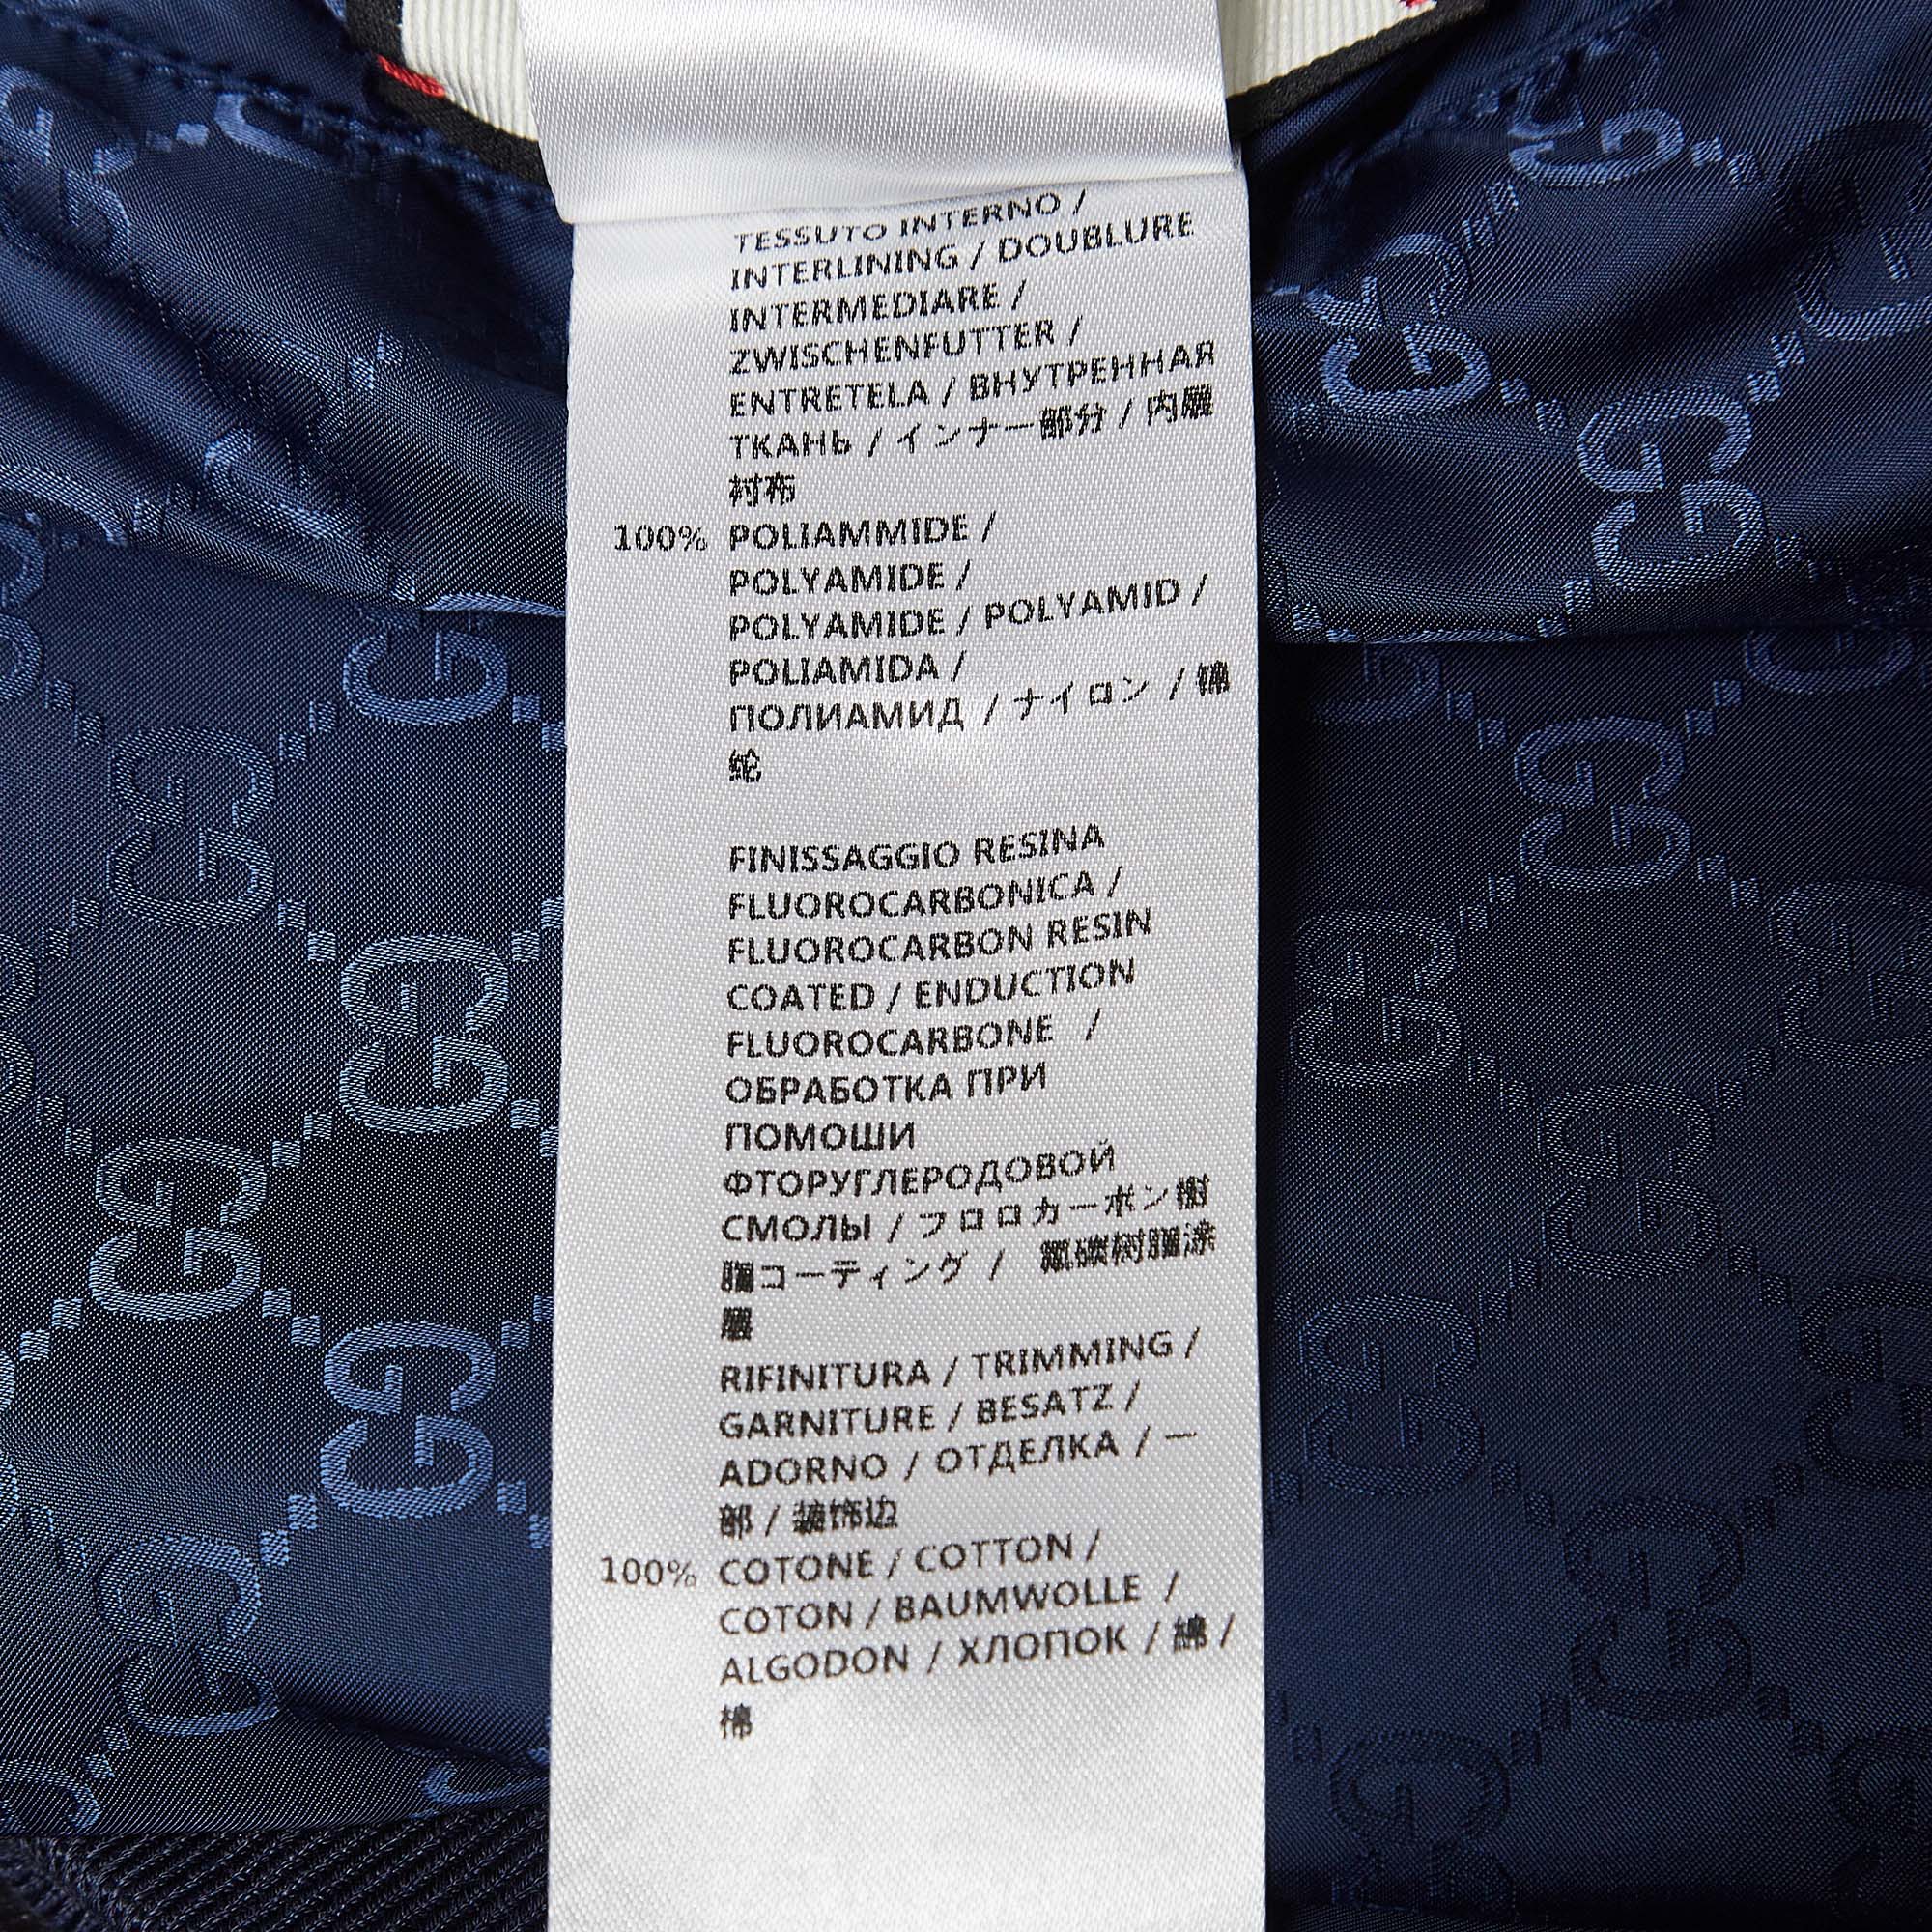 TESSUTO INTERNO /
INTERLINING / DOUBLURE
INTERMEDIARE /
ZWISCHENFUTTER /
ENTRETELA / ВНУТРЕННАЯ
ТКАНЬ / インナー部分 / 内層
衬布
100% POLIAMMIDE /
POLYAMIDE /
POLYAMIDE / POLYAMID /
POLIAMIDA /
ПОЛИАМИД / ナイロン / 锦
纶
FINISSAGGIO RESINA
FLUOROCARBONICA /
FLUOROCARBON RESIN
COATED / ENDUCTION
FLUOROCARBONE /
ОБРАБОТКА ПРИ
ПОМОШИ
ФТОРУГЛЕРОДОВОЙ
СМОЛЫ / フロロカーボン樹
脂コーティング / 氟碳树脂涂
層
RIFINITURA / TRIMMING /
GARNITURE / BESATZ /
ADORNO / ОТДЕЛКА / 一
部 / 装饰边
100% COTONE / COTTON /
COTON / BAUMWOLLE /
ALGODON / ХЛОПОК / 綿 /
棉